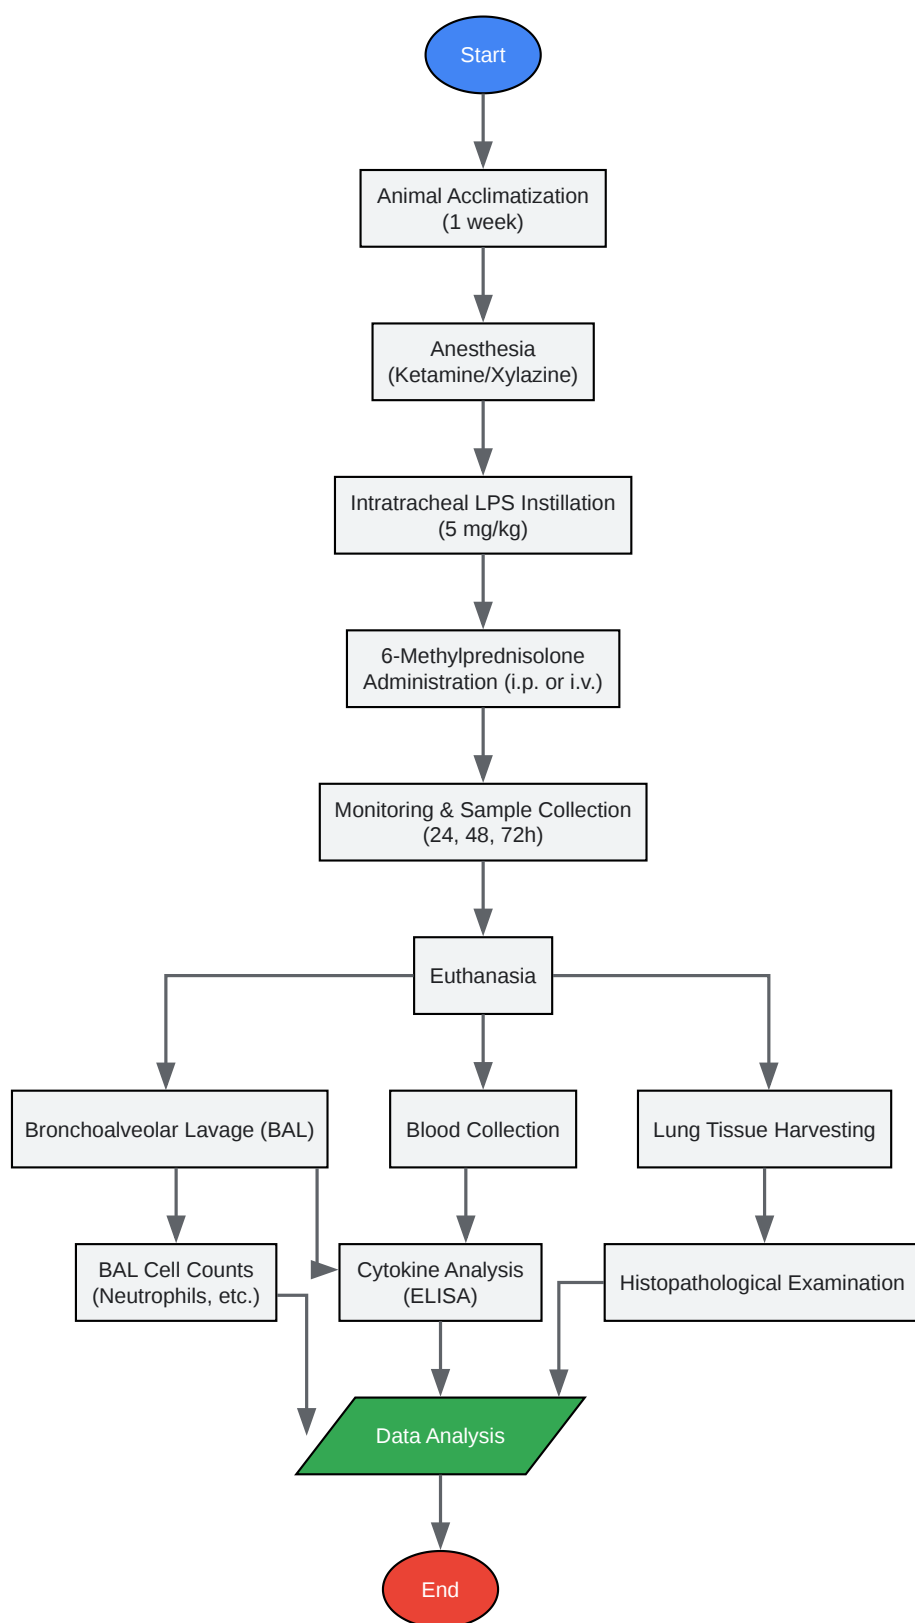 Start
Animal Acclimatization
(1 week)
Anesthesia
(Ketamine/Xylazine)
Intratracheal LPS Instillation
(5 mg/kg)
6-Methylprednisolone
Administration (i.p. or i.v.)
Monitoring & Sample Collection
(24, 48, 72h)
Euthanasia
Bronchoalveolar Lavage (BAL)
Blood Collection
Lung Tissue Harvesting
BAL Cell Counts
(Neutrophils, etc.)
Cytokine Analysis
(ELISA)
Histopathological Examination
Data Analysis
End